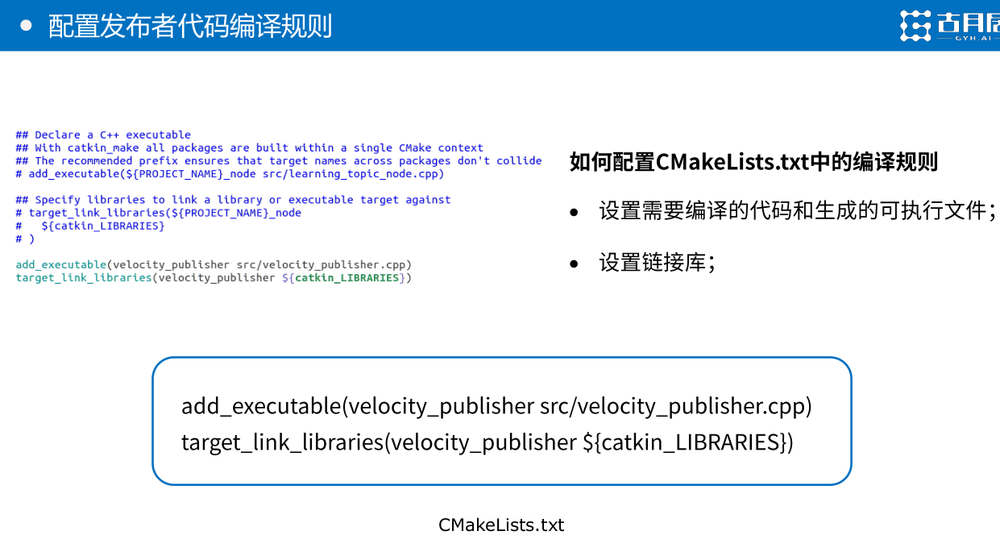 配置发布者代码编译规则
古月居
GYH.AI
## Declare a C++ executable
## With catkin_make all packages are built within a single CMake context
## The recommended prefix ensures that target names across packages don't collide
# add_executable(${PROJECT_NAME}_node src/learning_topic_node.cpp)
## Specify libraries to link a library or executable target against
# target_link_libraries(${PROJECT_NAME}_node
#   ${catkin_LIBRARIES}
# )
add_executable(velocity_publisher src/velocity_publisher.cpp)
target_link_libraries(velocity_publisher ${catkin_LIBRARIES})
如何配置CMakeLists.txt中的编译规则
• 设置需要编译的代码和生成的可执行文件；
• 设置链接库；
add_executable(velocity_publisher src/velocity_publisher.cpp)
target_link_libraries(velocity_publisher ${catkin_LIBRARIES})
CMakeLists.txt